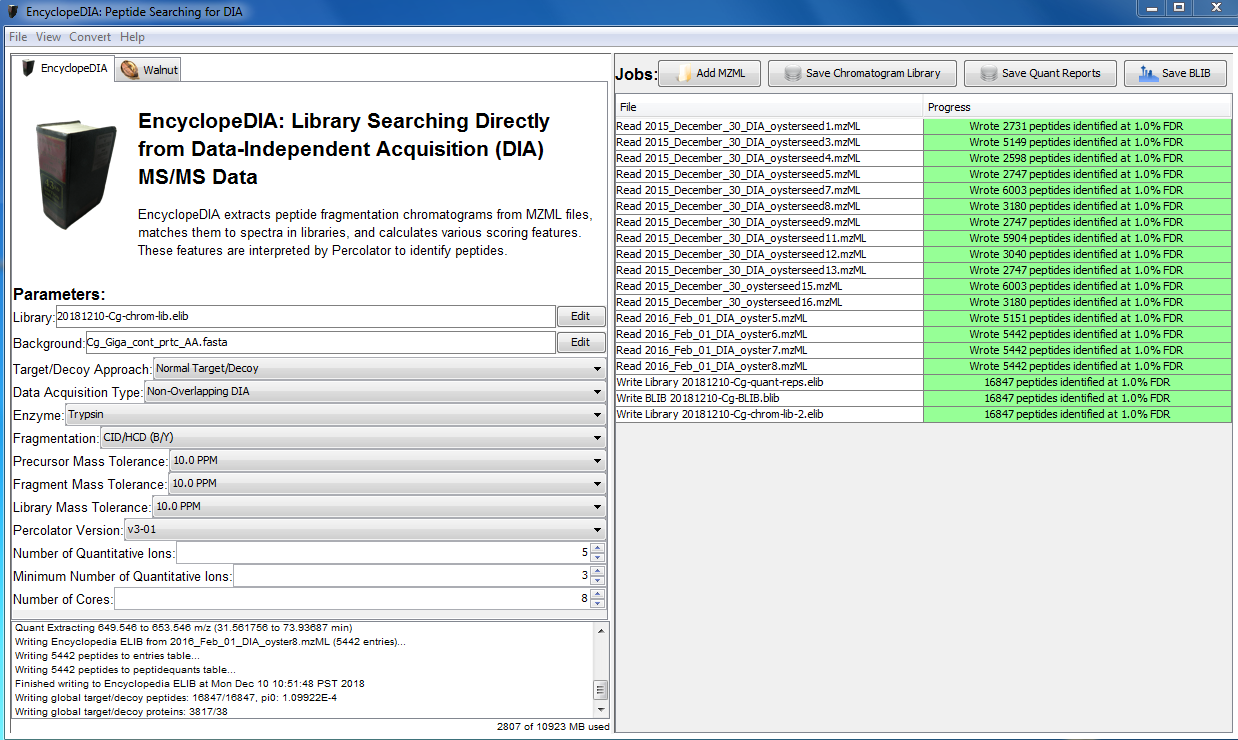 EncyclopeDIA: Peptide Searching for DIA
File View Convert Help
EncyclopeDIA Walnut
EncyclopeDIA: Library Searching Directly
from Data-Independent Acquisition (DIA)
MS/MS Data
EncyclopeDIA extracts peptide fragmentation chromatograms from MZML files,
matches them to spectra in libraries, and calculates various scoring features.
These features are interpreted by Percolator to identify peptides.
Parameters:
Library: 20181210-Cg-chrom-lib.elib Edit
Background: Cg_Giga_cont_prtc_AA.fasta Edit
Target/Decoy Approach: Normal Target/Decoy
Data Acquisition Type: Non-Overlapping DIA
Enzyme: Trypsin
Fragmentation: CID/HCD (B/Y)
Precursor Mass Tolerance: 10.0 PPM
Fragment Mass Tolerance: 10.0 PPM
Library Mass Tolerance: 10.0 PPM
Percolator Version: v3-01
Number of Quantitative Ions: 5
Minimum Number of Quantitative Ions: 3
Number of Cores: 8
Quant Extracting 649.546 to 653.546 m/z (31.561756 to 73.93687 min)
Writing Encyclopedia ELIB from 2016_Feb_01_DIA_oyster8.mzML (5442 entries)...
Writing 5442 peptides to entries table...
Writing 5442 peptides to peptidequants table...
Finished writing to Encyclopedia ELIB at Mon Dec 10 10:51:48 PST 2018
Writing global target/decoy peptides: 16847/16847, pi0: 1.09922E-4
Writing global target/decoy proteins: 3817/38
2807 of 10923 MB used
Jobs: Add MZML Save Chromatogram Library Save Quant Reports Save BLIB
File Progress
Read 2015_December_30_DIA_oysterseed1.mzML Wrote 2731 peptides identified at 1.0% FDR
Read 2015_December_30_DIA_oysterseed3.mzML Wrote 5149 peptides identified at 1.0% FDR
Read 2015_December_30_DIA_oysterseed4.mzML Wrote 2598 peptides identified at 1.0% FDR
Read 2015_December_30_DIA_oysterseed5.mzML Wrote 2747 peptides identified at 1.0% FDR
Read 2015_December_30_DIA_oysterseed7.mzML Wrote 6003 peptides identified at 1.0% FDR
Read 2015_December_30_DIA_oysterseed8.mzML Wrote 3180 peptides identified at 1.0% FDR
Read 2015_December_30_DIA_oysterseed9.mzML Wrote 2747 peptides identified at 1.0% FDR
Read 2015_December_30_DIA_oysterseed11.mzML Wrote 5904 peptides identified at 1.0% FDR
Read 2015_December_30_DIA_oysterseed12.mzML Wrote 3040 peptides identified at 1.0% FDR
Read 2015_December_30_DIA_oysterseed13.mzML Wrote 2747 peptides identified at 1.0% FDR
Read 2015_December_30_oysterseed15.mzML Wrote 6003 peptides identified at 1.0% FDR
Read 2015_December_30_oysterseed16.mzML Wrote 3180 peptides identified at 1.0% FDR
Read 2016_Feb_01_DIA_oyster5.mzML Wrote 5151 peptides identified at 1.0% FDR
Read 2016_Feb_01_DIA_oyster6.mzML Wrote 5442 peptides identified at 1.0% FDR
Read 2016_Feb_01_DIA_oyster7.mzML Wrote 5442 peptides identified at 1.0% FDR
Read 2016_Feb_01_DIA_oyster8.mzML Wrote 5442 peptides identified at 1.0% FDR
Write Library 20181210-Cg-quant-reps.elib 16847 peptides identified at 1.0% FDR
Write BLIB 20181210-Cg-BLIB.blib 16847 peptides identified at 1.0% FDR
Write Library 20181210-Cg-chrom-lib-2.elib 16847 peptides identified at 1.0% FDR